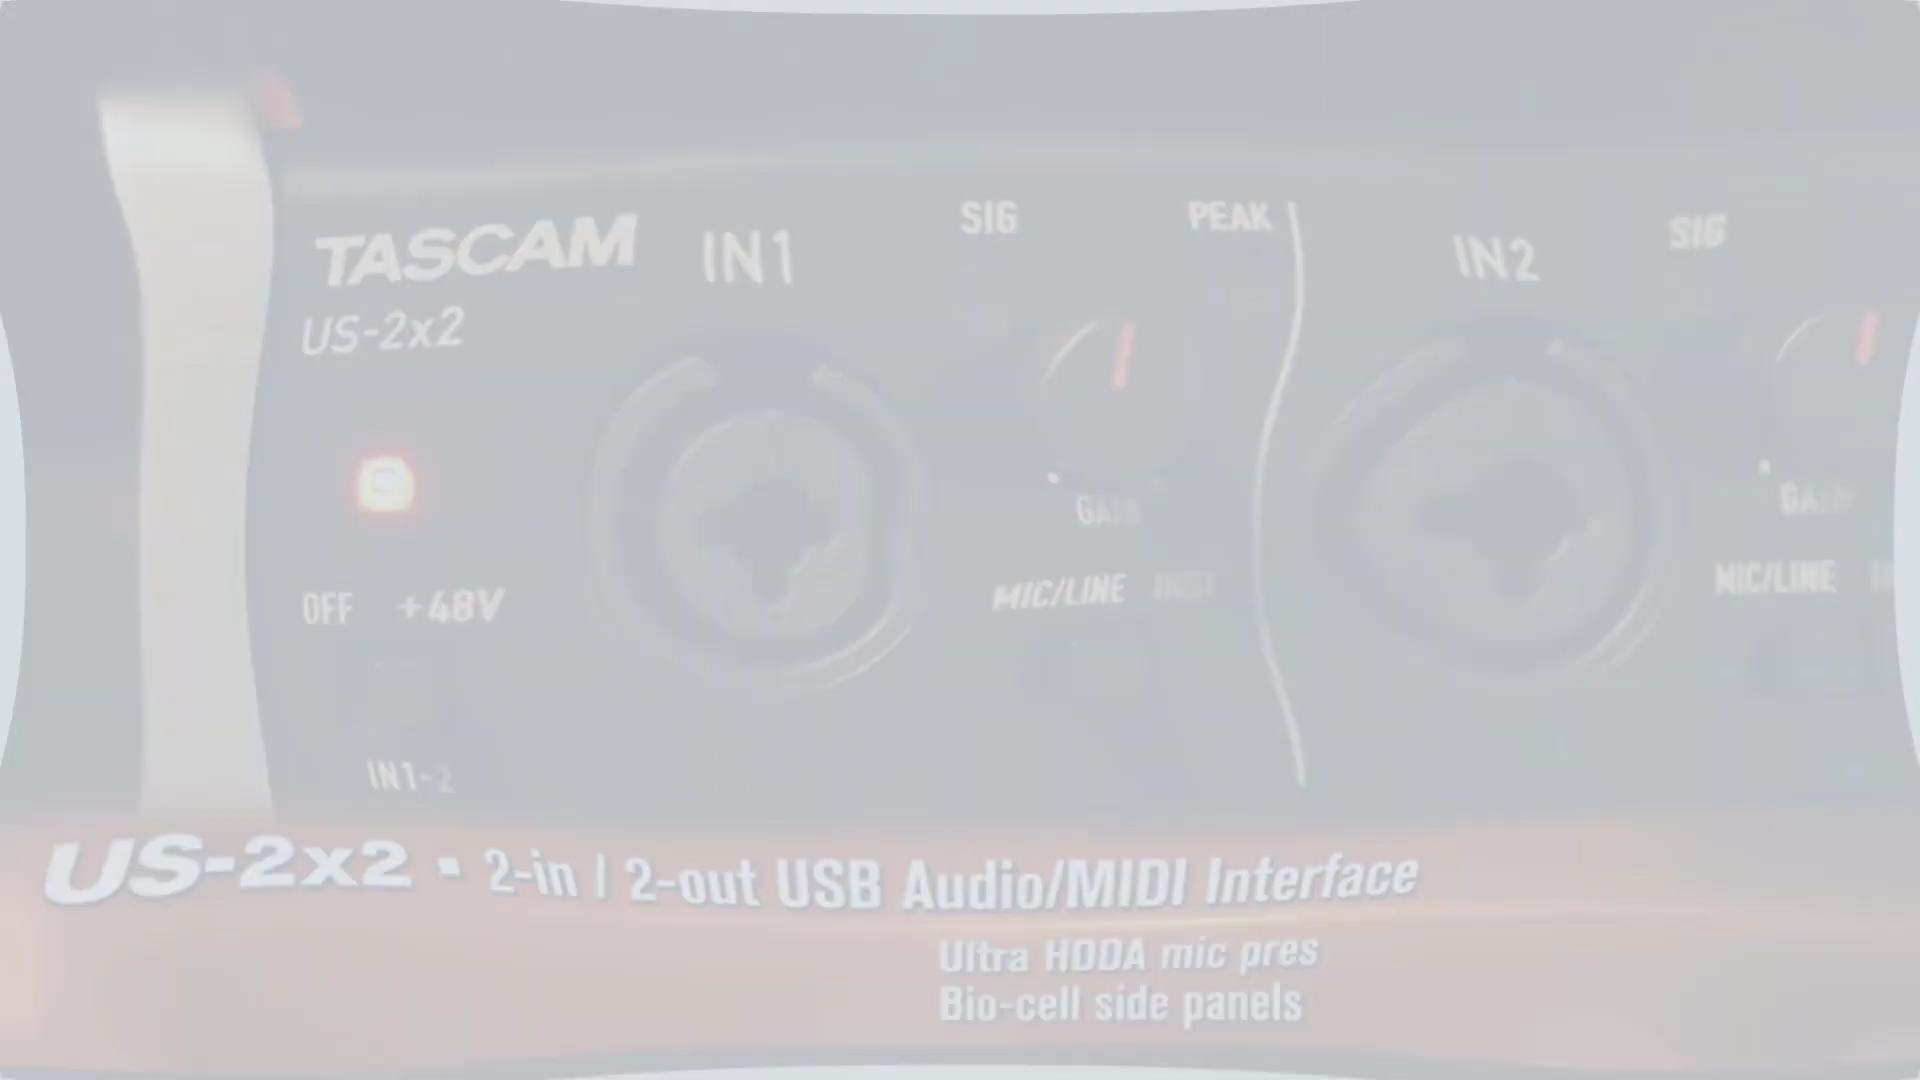 TASCAM
US-2x2
IN1
SIG
PEAK
IN2
SIG
GAIN
GAIN
OFF +48V
MIC/LINE INST
MIC/LINE
IN1-2
US-2x2 ▪ 2-in | 2-out USB Audio/MIDI Interface
Ultra HDDA mic pres
Bio-cell side panels